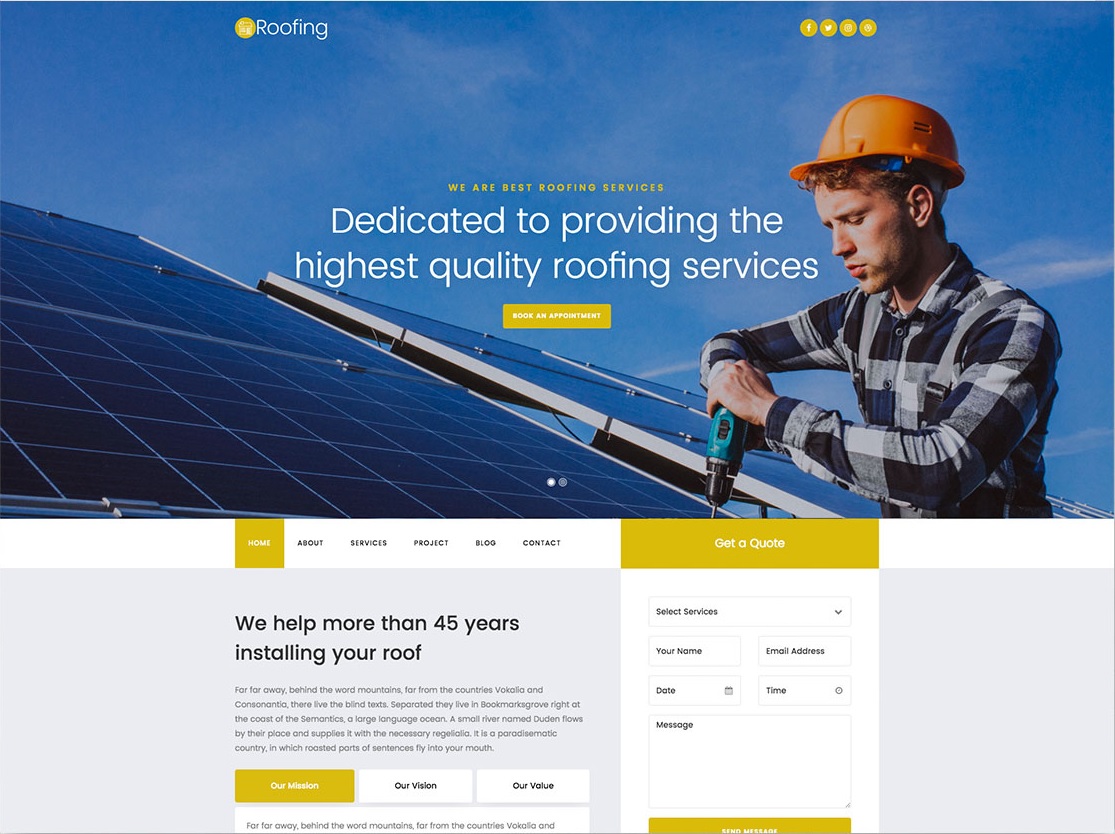 Roofing
WE ARE BEST ROOFING SERVICES
Dedicated to providing the
highest quality roofing services
BOOK AN APPOINTMENT
HOME ABOUT SERVICES PROJECT BLOG CONTACT
Get a Quote
We help more than 45 years
installing your roof
Far far away, behind the word mountains, far from the countries Vokalia and
Consonantia, there live the blind texts. Separated they live in Bookmarksgrove right at
the coast of the Semantics, a large language ocean. A small river named Duden flows
by their place and supplies it with the necessary regelialia. It is a paradisematic
country, in which roasted parts of sentences fly into your mouth.
Our Mission Our Vision Our Value
Far far away, behind the word mountains, far from the countries Vokalia and
Select Services
Your Name Email Address
Date Time
Message
SEND MESSAGE